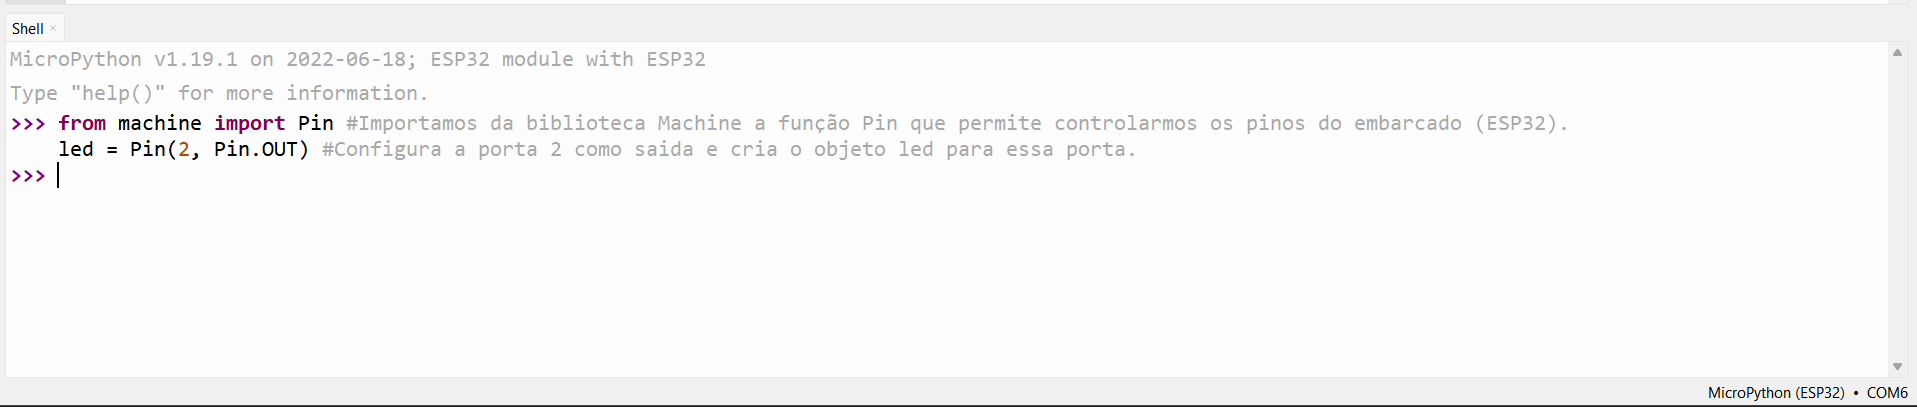 Shell ×
MicroPython v1.19.1 on 2022-06-18; ESP32 module with ESP32
Type "help()" for more information.
>>> from machine import Pin #Importamos da biblioteca Machine a função Pin que permite controlarmos os pinos do embarcado (ESP32).
led = Pin(2, Pin.OUT) #Configura a porta 2 como saida e cria o objeto led para essa porta.
>>>
MicroPython (ESP32) • COM6